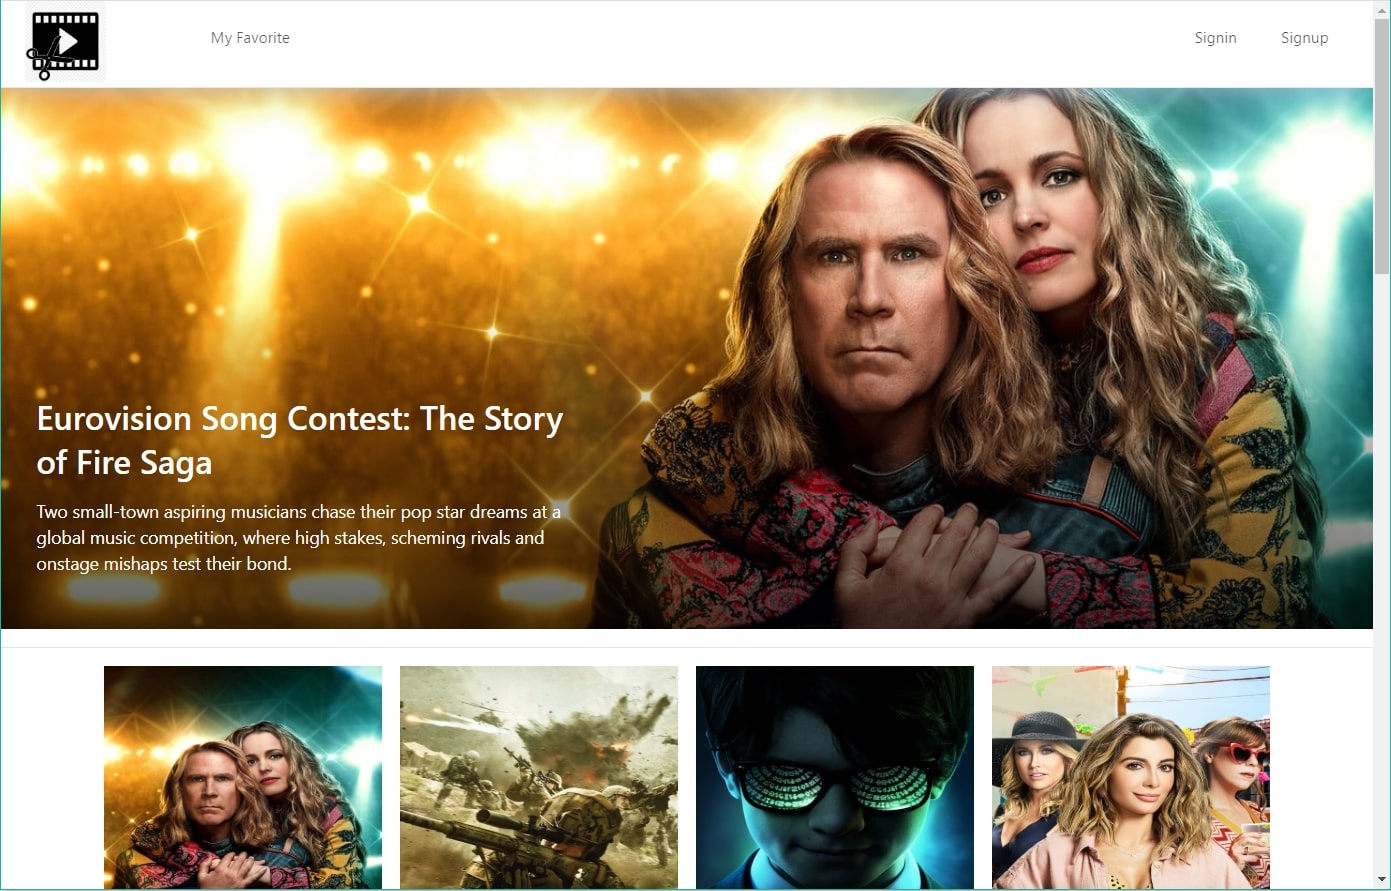 My Favorite
Signin
Signup
Eurovision Song Contest: The Story
of Fire Saga
Two small-town aspiring musicians chase their pop star dreams at a
global music competition, where high stakes, scheming rivals and
onstage mishaps test their bond.